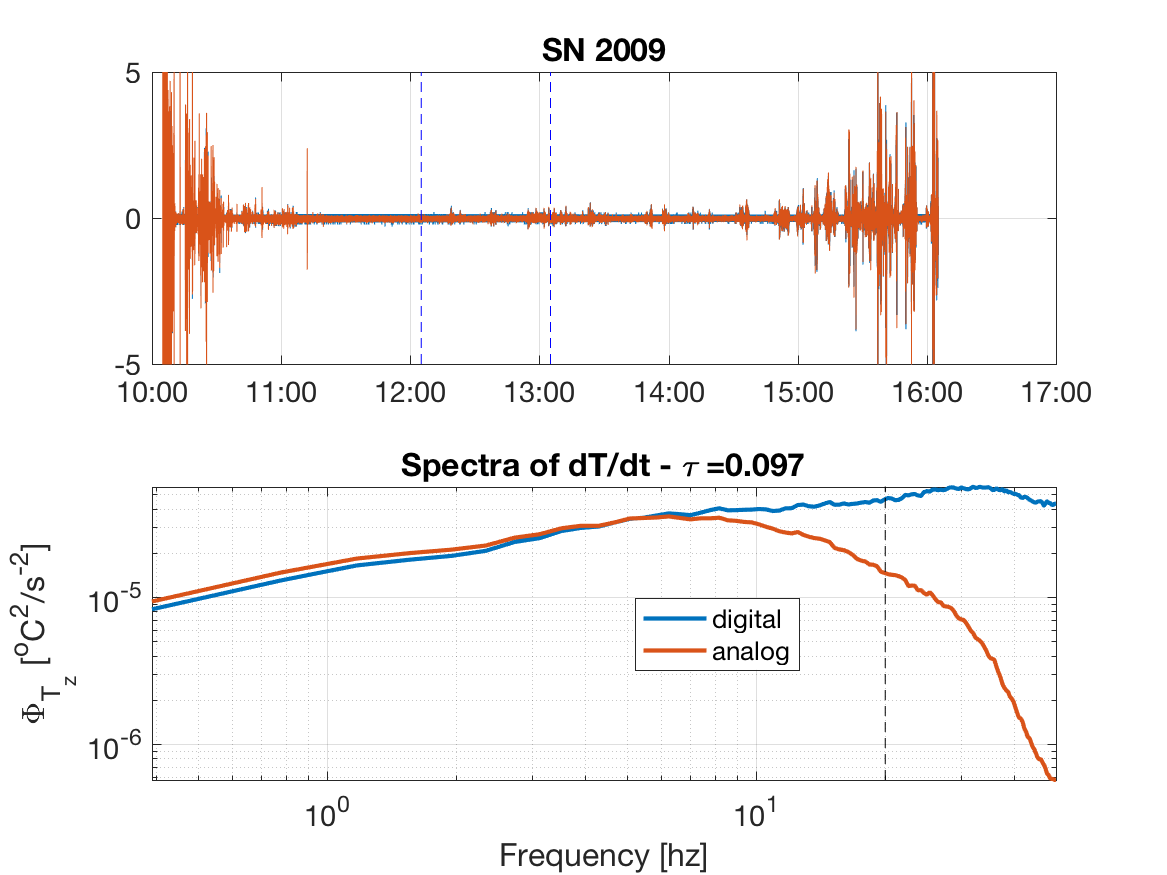 SN 2009
5
0
-5
10:00 11:00 12:00 13:00 14:00 15:00 16:00 17:00
Spectra of dT/dt - τ =0.097
Φ_{T_z} [°C²/s⁻²]
10⁻⁵
10⁻⁶
digital
analog
10⁰ 10¹
Frequency [hz]